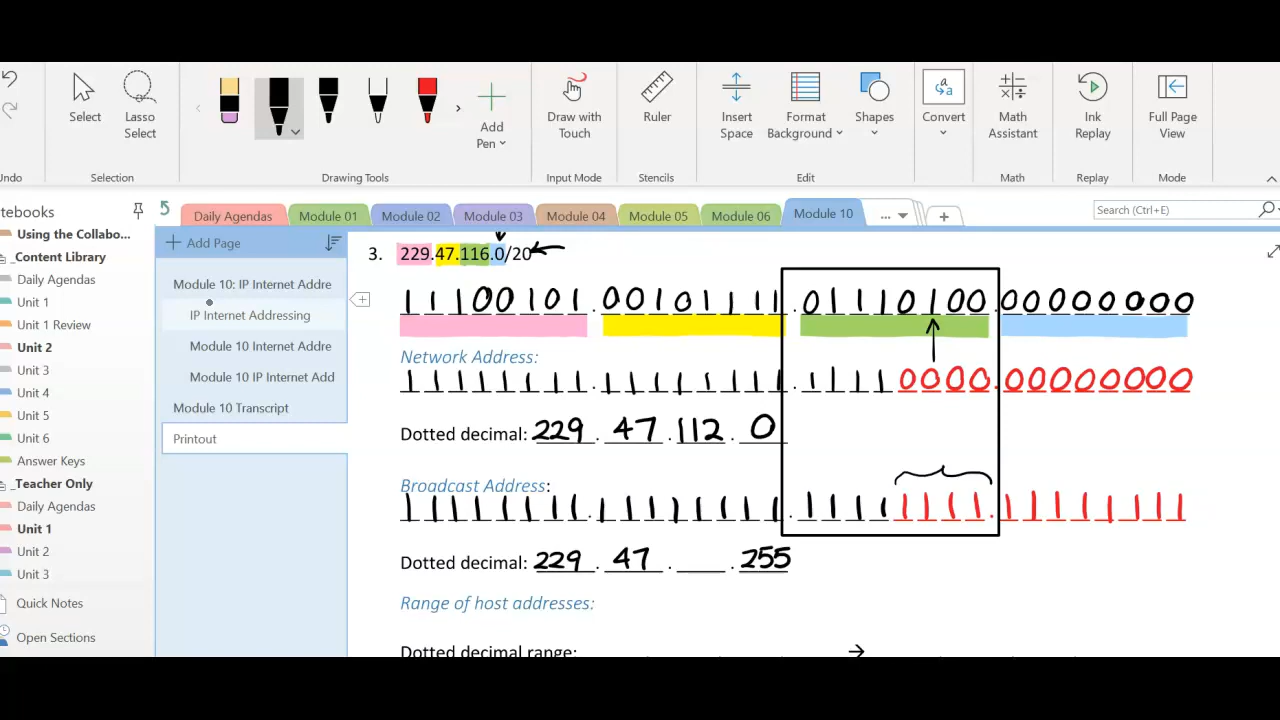 Select Lasso Select Add Pen Draw with Touch Ruler Insert Space Format Background Shapes Convert Math Assistant Ink Replay Full Page View
Undo Selection Drawing Tools Input Mode Stencils Edit Math Replay Mode
tebooks Daily Agendas Module 01 Module 02 Module 03 Module 04 Module 05 Module 06 Module 10 ... + Search (Ctrl+E)
Using the Collabo...
_Content Library
Daily Agendas
Unit 1
Unit 1 Review
Unit 2
Unit 3
Unit 4
Unit 5
Unit 6
Answer Keys
_Teacher Only
Daily Agendas
Unit 1
Unit 2
Unit 3
Quick Notes
Open Sections
Add Page
Module 10: IP Internet Addre
IP Internet Addressing
Module 10 Internet Addre
Module 10 IP Internet Add
Module 10 Transcript
Printout
3. 229.47.116.0/20
11100101.00101111.01110100.00000000
Network Address:
11111111.11111111.11110000.00000000
Dotted decimal: 229.47.112.0
Broadcast Address:
11111111.11111111.11111111.11111111
Dotted decimal: 229.47.___.255
Range of host addresses:
Dotted decimal range: →